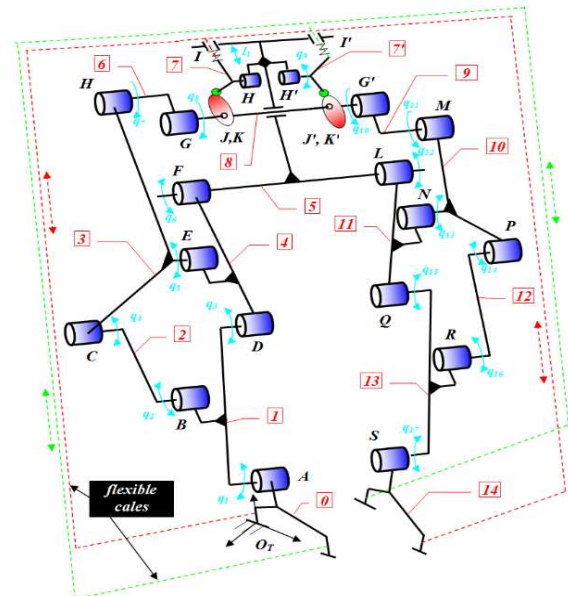 I l₁ q₉ I'
6 7 7'
H H H' G' 9
q₇ q₈ q₁₁ M
G J,K J', K' q₁₀ 10
8 q₁₂
F L N
5 P
q₆ 11
E 4 q₁₃
3 q₁₄
q₅ q₁₅ 12
q₃ q₄ Q
C 2 D R
13
q₂ B 1 q₁₆
S
A q₁₇
flexible q₁ 0 14
cales
O_T